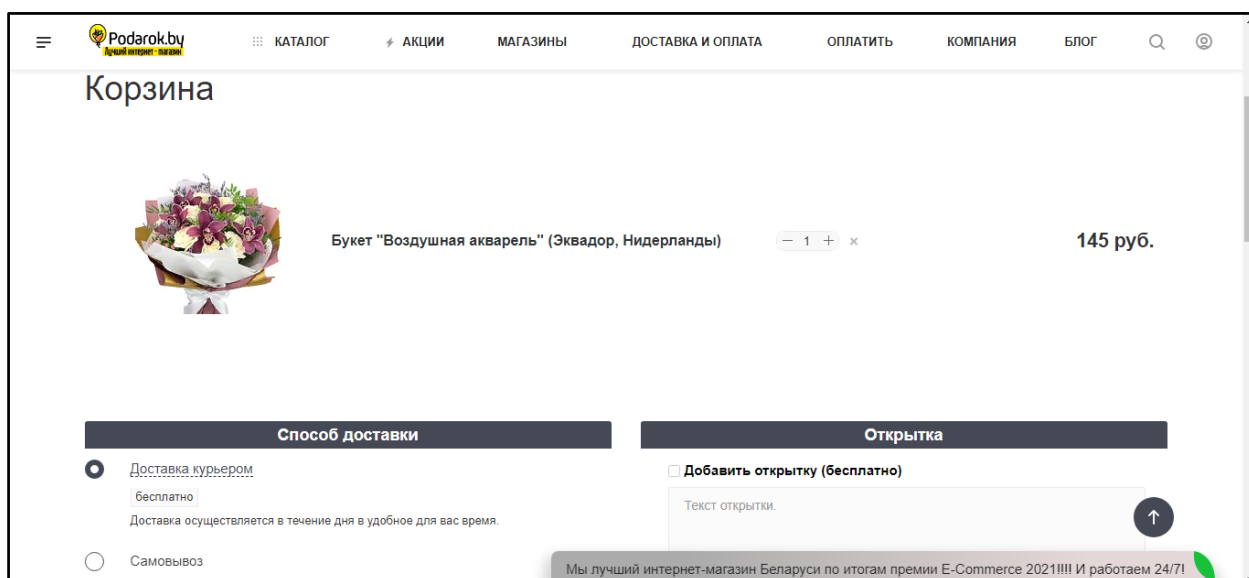 Podarok.by
Лучший интернет - магазин
КАТАЛОГ
АКЦИИ
МАГАЗИНЫ
ДОСТАВКА И ОПЛАТА
ОПЛАТИТЬ
КОМПАНИЯ
БЛОГ
Корзина
Букет "Воздушная акварель" (Эквадор, Нидерланды)
1
145 руб.
Способ доставки
Доставка курьером
бесплатно
Доставка осуществляется в течение дня в удобное для вас время.
Самовывоз
Открытка
Добавить открытку (бесплатно)
Текст открытки.
Мы лучший интернет-магазин Беларуси по итогам премии E-Commerce 2021!!!! И работаем 24/7!